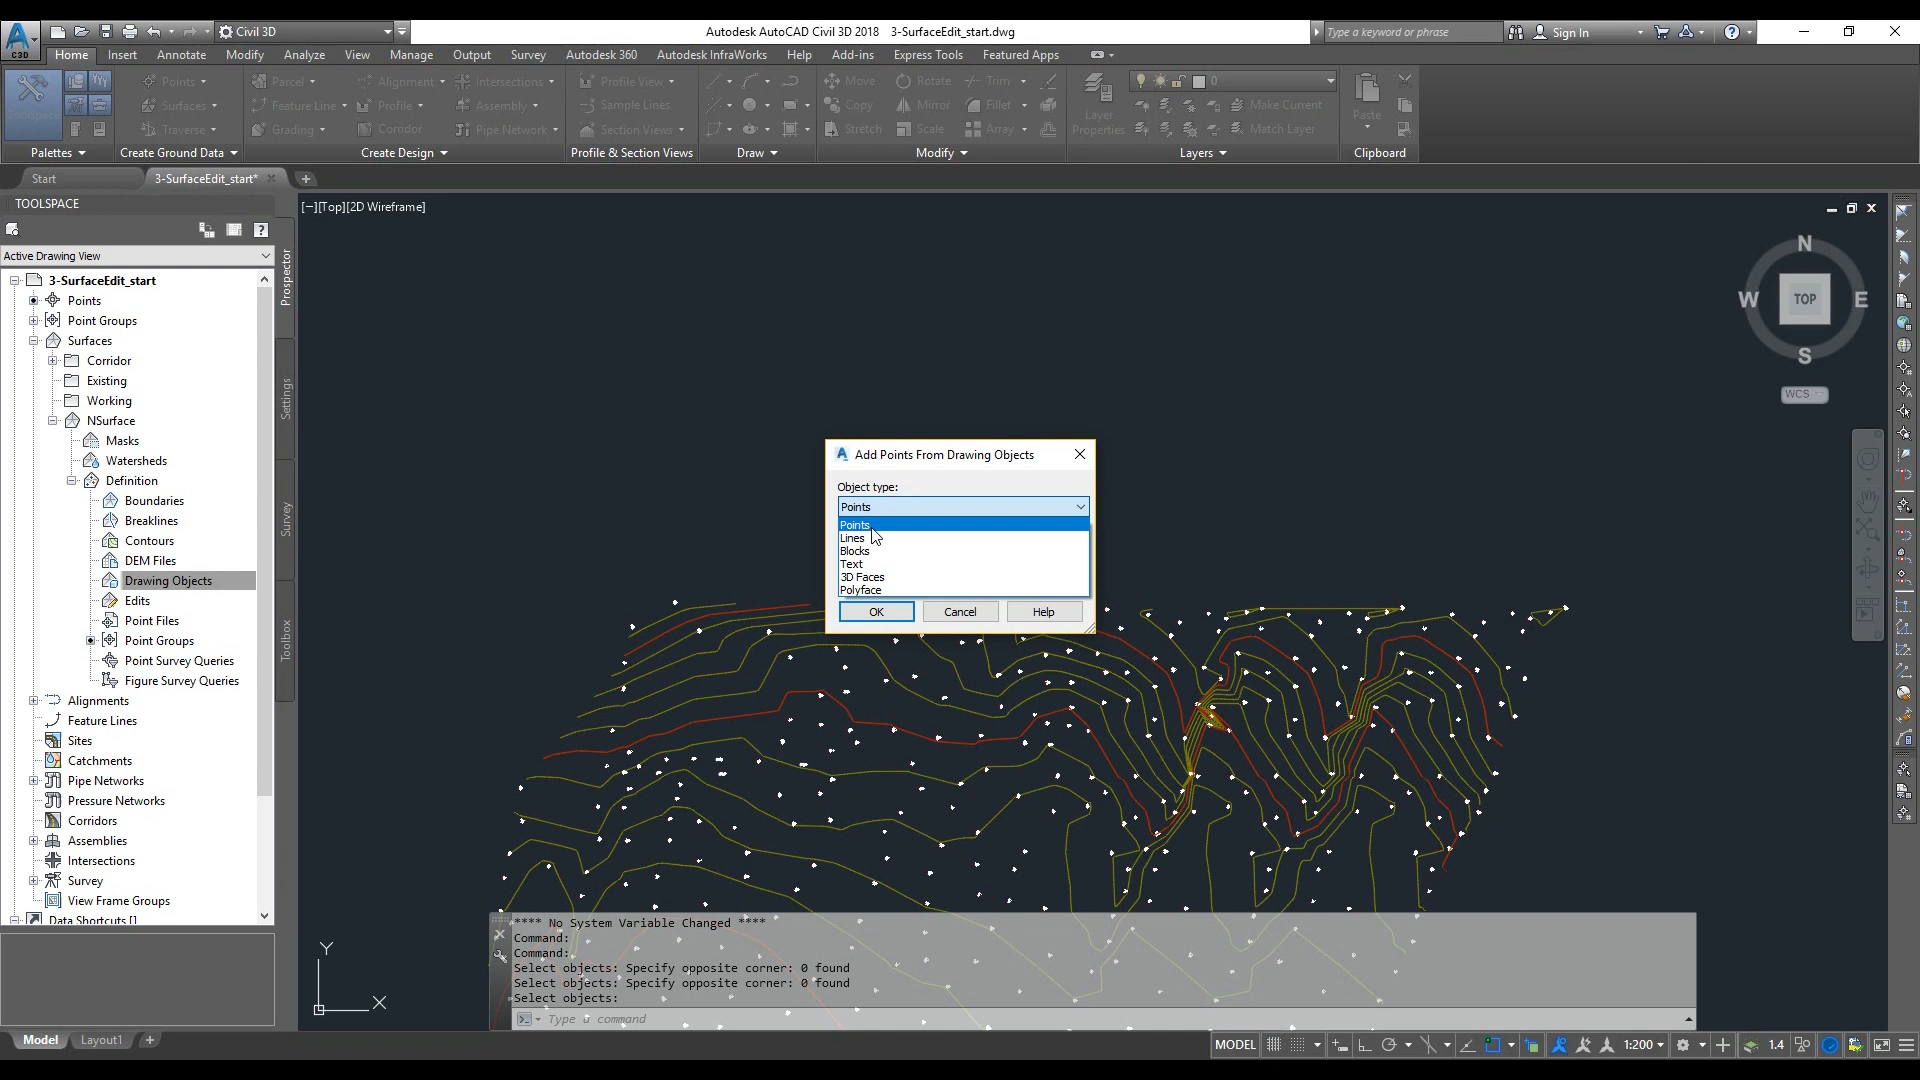 C3D
Civil 3D
Autodesk AutoCAD Civil 3D 2018 3-SurfaceEdit_start.dwg
Type a keyword or phrase
Sign In
Home Insert Annotate Modify Analyze View Manage Output Survey Autodesk 360 Autodesk InfraWorks Help Add-ins Express Tools Featured Apps
Toolspace
Points Parcel Alignment Intersections Profile View Move Rotate Trim 0
Surfaces Feature Line Profile Assembly Sample Lines Copy Mirror Fillet Make Current
Traverse Grading Corridor Pipe Network Section Views Stretch Scale Array Match Layer
Layer
Properties
Paste
Palettes Create Ground Data Create Design Profile & Section Views Draw Modify Layers Clipboard
Start 3-SurfaceEdit_start*
TOOLSPACE
[−][Top][2D Wireframe]
Active Drawing View
3-SurfaceEdit_start
Points
Point Groups
Surfaces
Corridor
Existing
Working
NSurface
Masks
Watersheds
Definition
Boundaries
Breaklines
Contours
DEM Files
Drawing Objects
Edits
Point Files
Point Groups
Point Survey Queries
Figure Survey Queries
Alignments
Feature Lines
Sites
Catchments
Pipe Networks
Pressure Networks
Corridors
Assemblies
Intersections
Survey
View Frame Groups
Data Shortcuts []
Prospector
Settings
Survey
Toolbox
N
W TOP E
S
WCS
Add Points From Drawing Objects
Object type:
Points
Points
Lines
Blocks
Text
3D Faces
Polyface
OK Cancel Help
**** No System Variable Changed ****
Command:
Command:
Select objects: Specify opposite corner: 0 found
Select objects: Specify opposite corner: 0 found
Select objects:
Type a command
Y
X
Model Layout1
MODEL 1:200 1.4